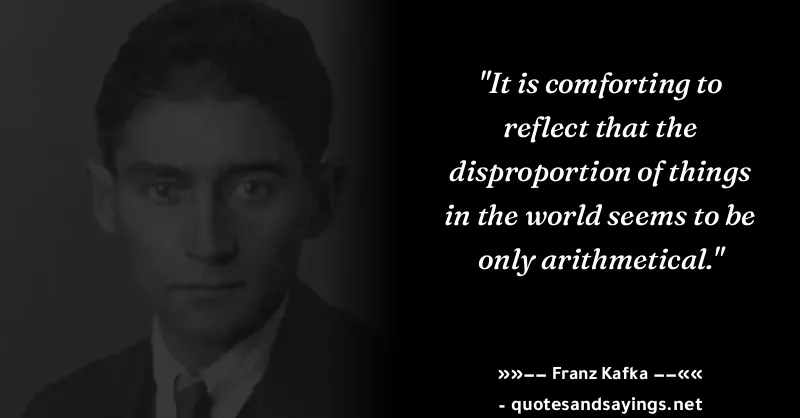 "It is comforting to
reflect that the
disproportion of things
in the world seems to be
only arithmetical."
»»–– Franz Kafka ––««
- quotesandsayings.net